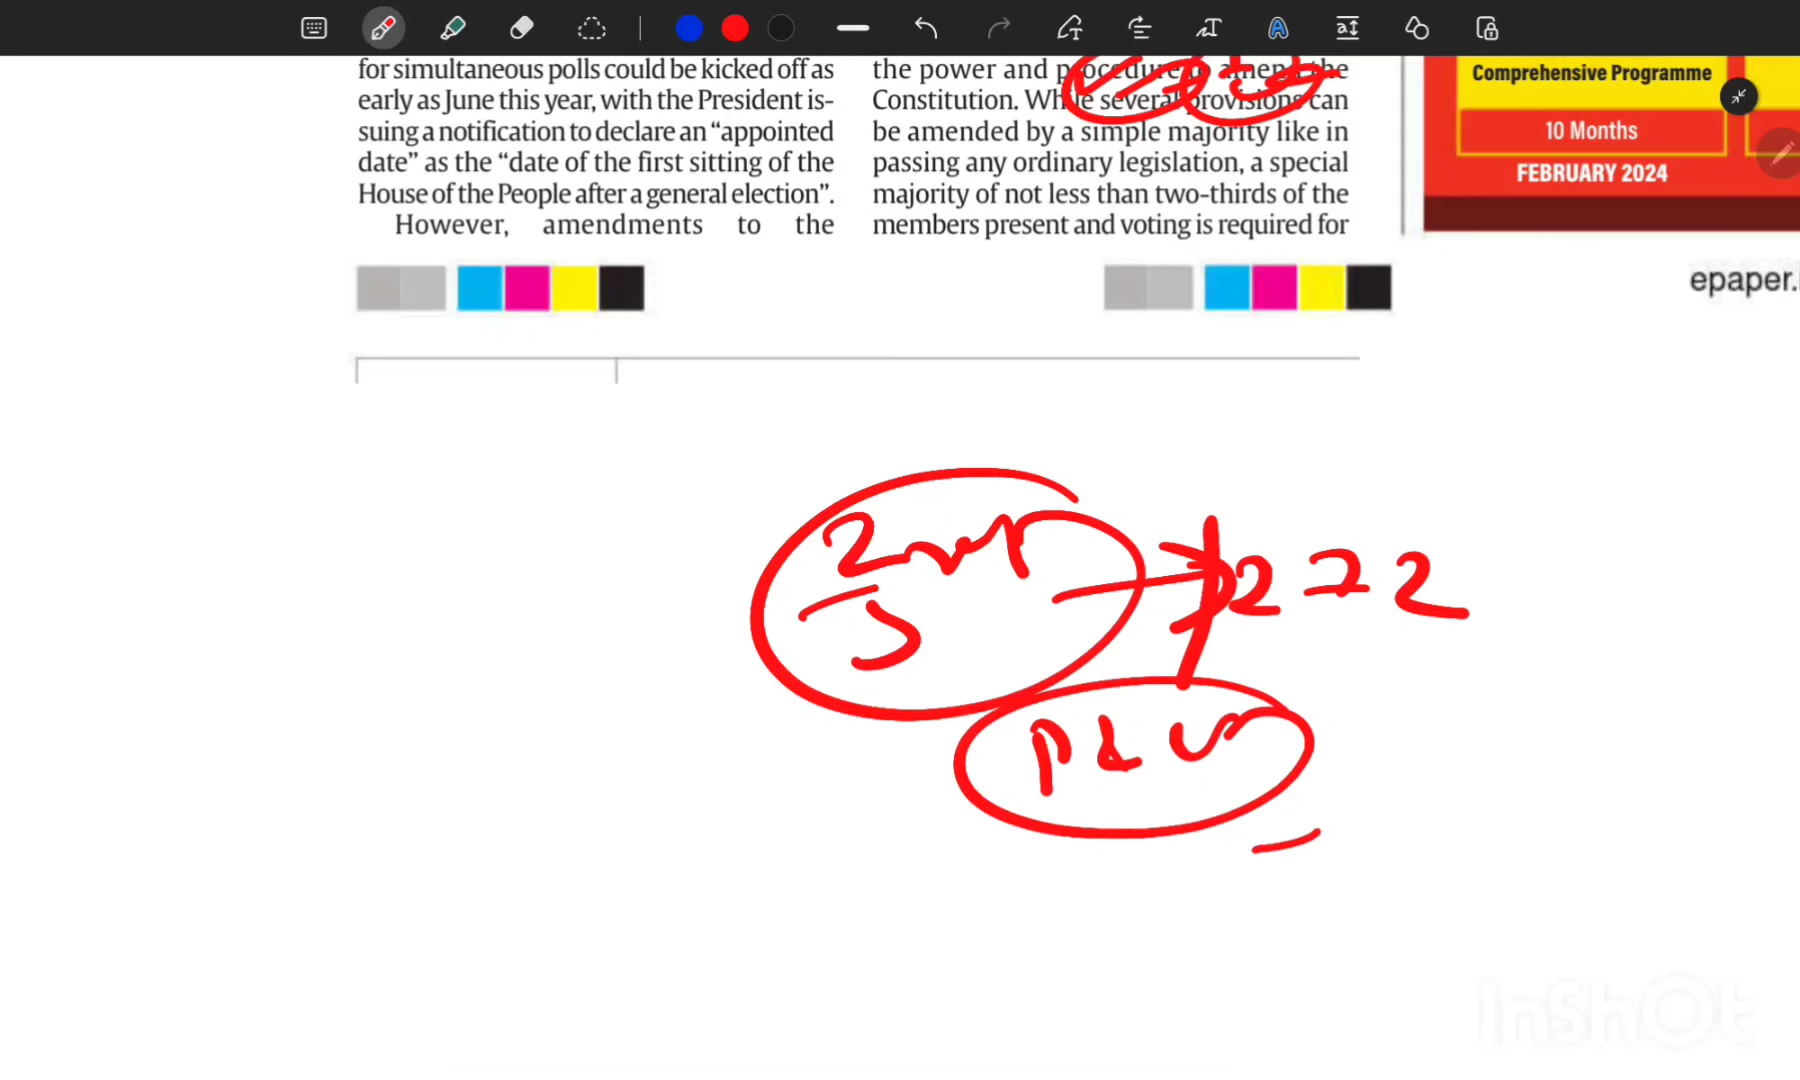 for simultaneous polls could be kicked off as
early as June this year, with the President is-
suing a notification to declare an “appointed
date” as the “date of the first sitting of the
House of the People after a general election”.
However, amendments to the
the power and procedure to amend the
Constitution. While several provisions can
be amended by a simple majority like in
passing any ordinary legislation, a special
majority of not less than two-thirds of the
members present and voting is required for
Comprehensive Programme
10 Months
FEBRUARY 2024
epaper.
2
3
272
P&V
InShOt